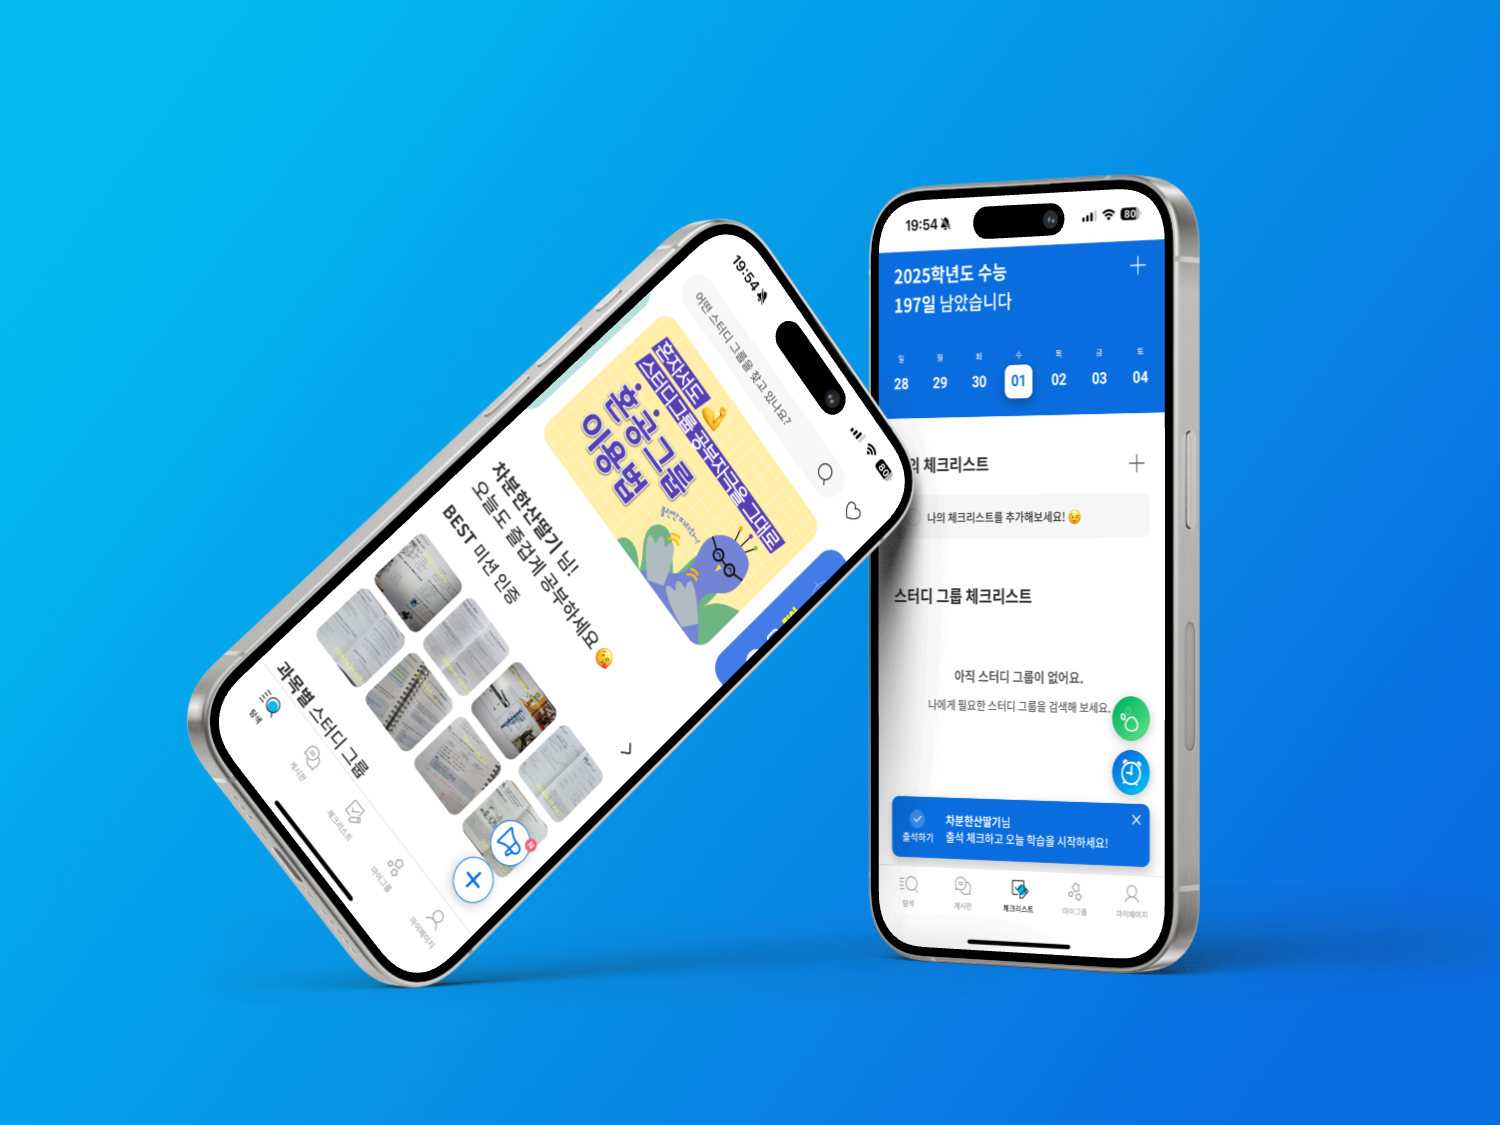 19:54
어떤 스터디 그룹을 찾고 있나요?
80
혼자서도
스터디그룹 공부자극을 그대로
혼공그룹
이용법
차분한산딸기 님!
오늘도 즐겁게 공부하세요
BEST 미션 인증
과목별 스터디 그룹
N
탐색
게시판
체크리스트
마이그룹
마이페이지
19:54
80
2025학년도 수능
197일 남았습니다
일 월 화 수 목 금 토
28 29 30 01 02 03 04
의 체크리스트
나의 체크리스트를 추가해보세요!
스터디 그룹 체크리스트
아직 스터디 그룹이 없어요.
나에게 필요한 스터디 그룹을 검색해 보세요.
출석하기
차분한산딸기님
출석 체크하고 오늘 학습을 시작하세요!
탐색 게시판 체크리스트 마이그룹 마이페이지